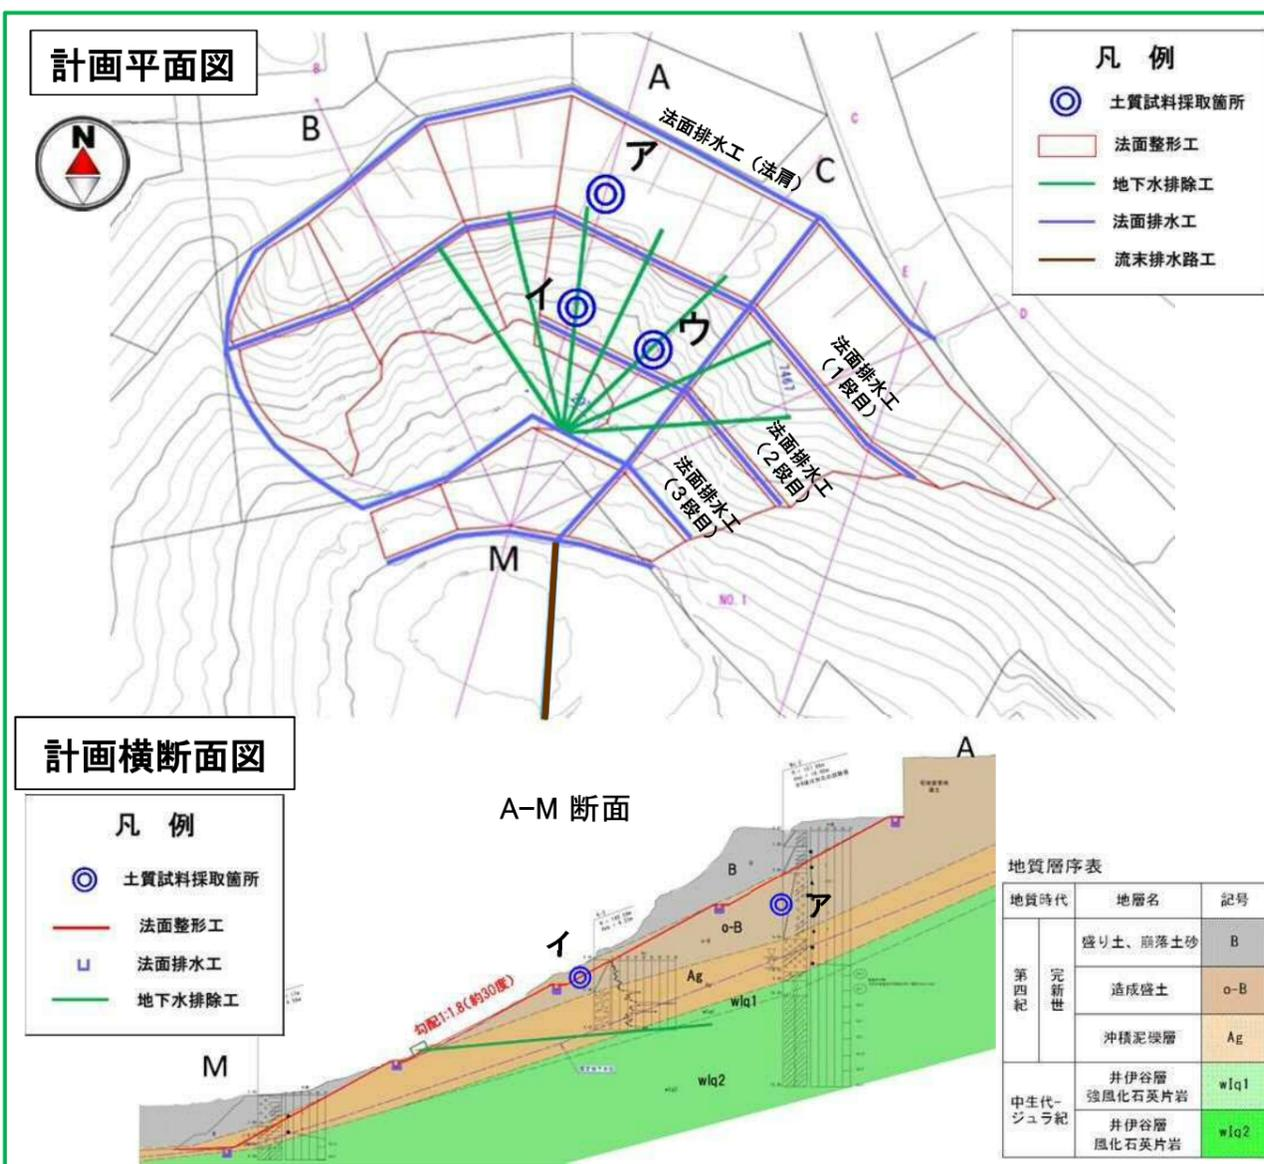 計画平面図
N
B
B
A
法面排水工(法肩)
C
C
ア
イ
ウ
E
D
7467
法面排水工
(1段目)
法面排水工
(2段目)
法面排水工
(3段目)
M
NO.1
凡 例
土質試料採取箇所
法面整形工
地下水排除工
法面排水工
流末排水路工
計画横断面図
凡 例
土質試料採取箇所
法面整形工
法面排水工
地下水排除工
A-M 断面
A
B
ア
イ
o-B
Ag
wlq1
wlq2
勾配1:1.8(約30度)
M
地質層序表
地質時代 地層名 記号
第四紀 完新世
盛り土、崩落土砂 B
造成盛土 o-B
沖積泥礫層 Ag
中生代-ジュラ紀
井伊谷層
強風化石英片岩 wlq1
井伊谷層
風化石英片岩 wlq2